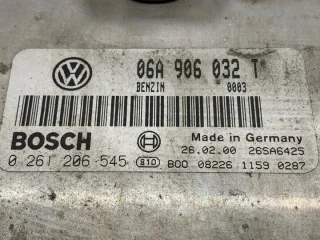 06A 906 032 T
BENZIN 0003
BOSCH
Made in Germany
26.02.00 26SA6425
0 261 206 545 S10 B00 08226 1159 0287